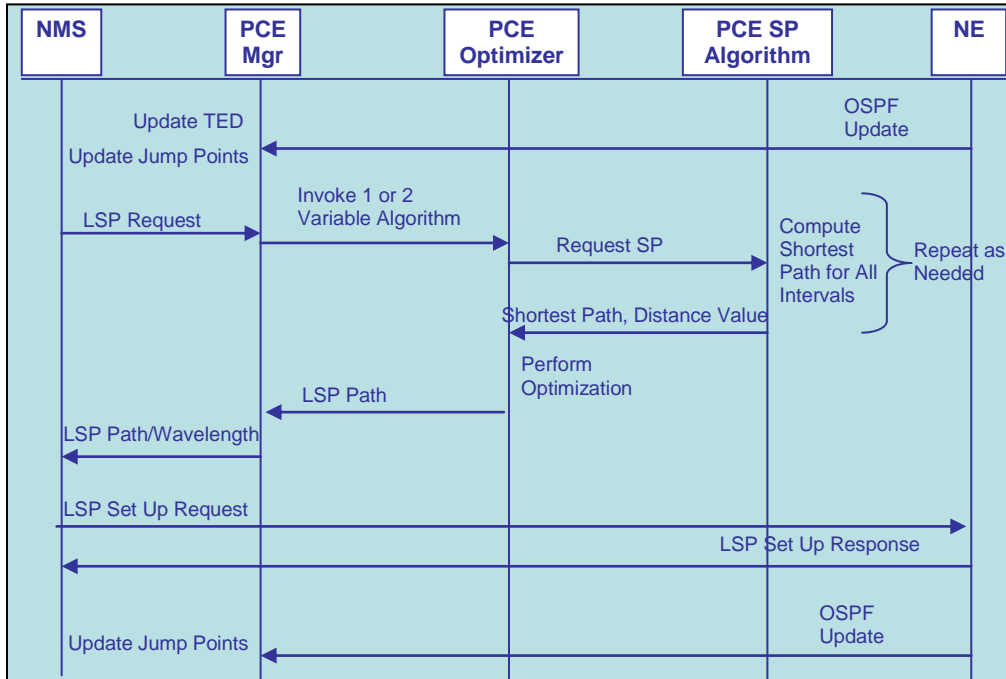 NMS
PCE
Mgr
PCE
Optimizer
PCE SP
Algorithm
NE
OSPF
Update
Update TED
Update Jump Points
Invoke 1 or 2
Variable Algorithm
LSP Request
Request SP
Compute
Shortest
Path for All
Intervals
Repeat as
Needed
Shortest Path, Distance Value
Perform
Optimization
LSP Path
LSP Path/Wavelength
LSP Set Up Request
LSP Set Up Response
OSPF
Update
Update Jump Points